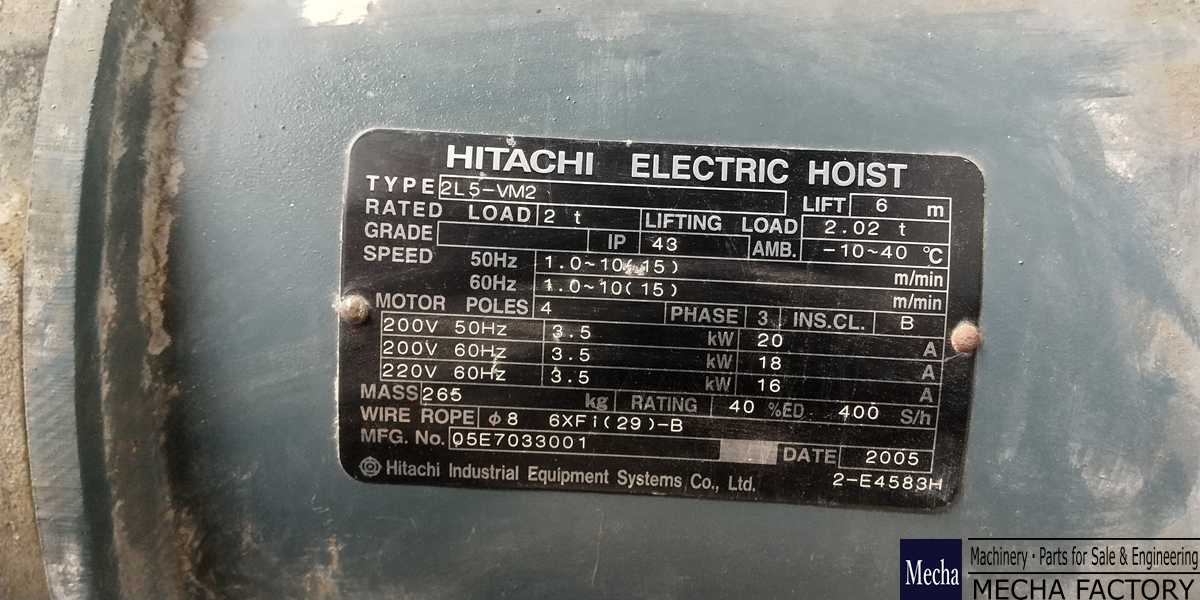 HITACHI ELECTRIC HOIST
TYPE 2L5-VM2 LIFT 6 m
RATED LOAD 2 t LIFTING LOAD 2.02 t
GRADE IP 43 AMB. -10~40 ℃
SPEED 50Hz 1.0~10(15) m/min
60Hz 1.0~10(15) m/min
MOTOR POLES 4 PHASE 3 INS.CL. B
200V 50Hz 3.5 kW 20 A
200V 60Hz 3.5 kW 18 A
220V 60Hz 3.5 kW 16 A
MASS 265 kg RATING 40 %ED 400 S/h
WIRE ROPE φ8 6XFi(29)-B
MFG. No. Q5E7033001 DATE 2005
Hitachi Industrial Equipment Systems Co., Ltd. 2-E4583H
Mecha Machinery · Parts for Sale & Engineering
MECHA FACTORY